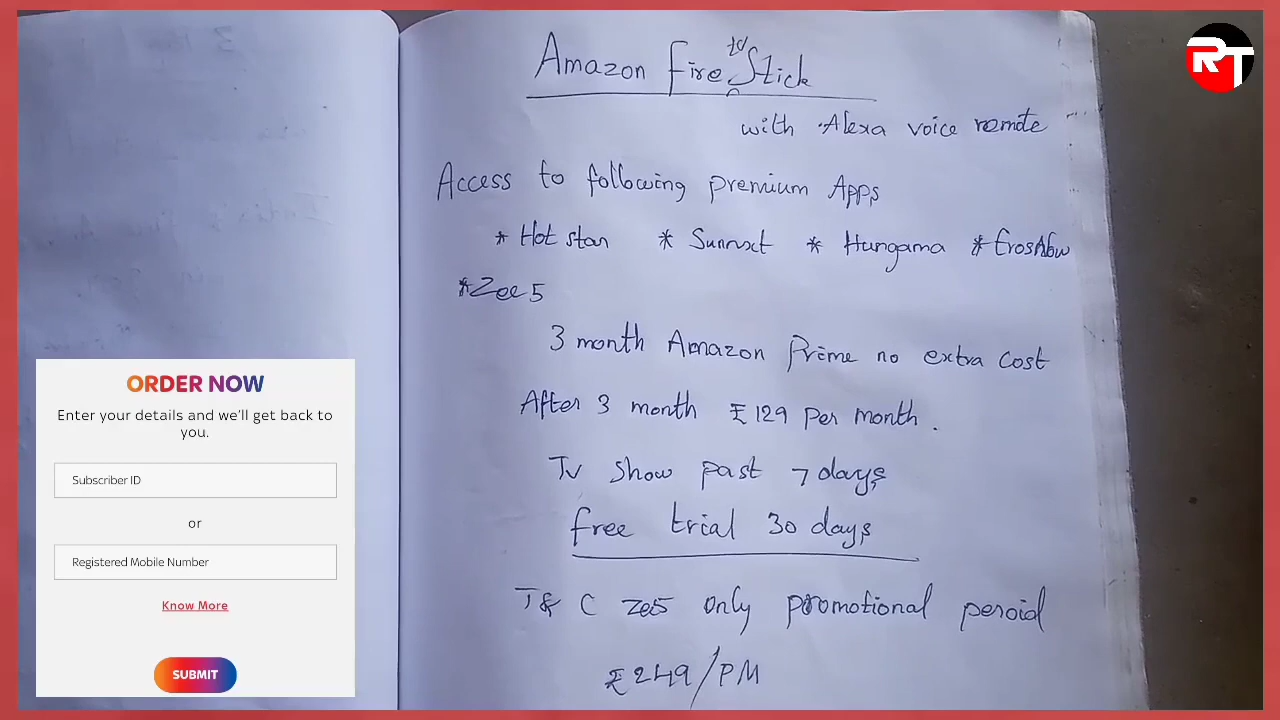 RT
Amazon Fire td Stick
with Alexa voice remote
Access to following premium Apps
* Hot star * Sunnxt * Hungama * ErosNow
* Zee 5
3 month Amazon Prime no extra cost
After 3 month ₹129 Per month.
Tv Show past 7 days
free trial 30 days
T & C Zee5 only promotional peroid
₹249/PM
ORDER NOW
Enter your details and we'll get back to
you.
Subscriber ID
or
Registered Mobile Number
Know More
SUBMIT